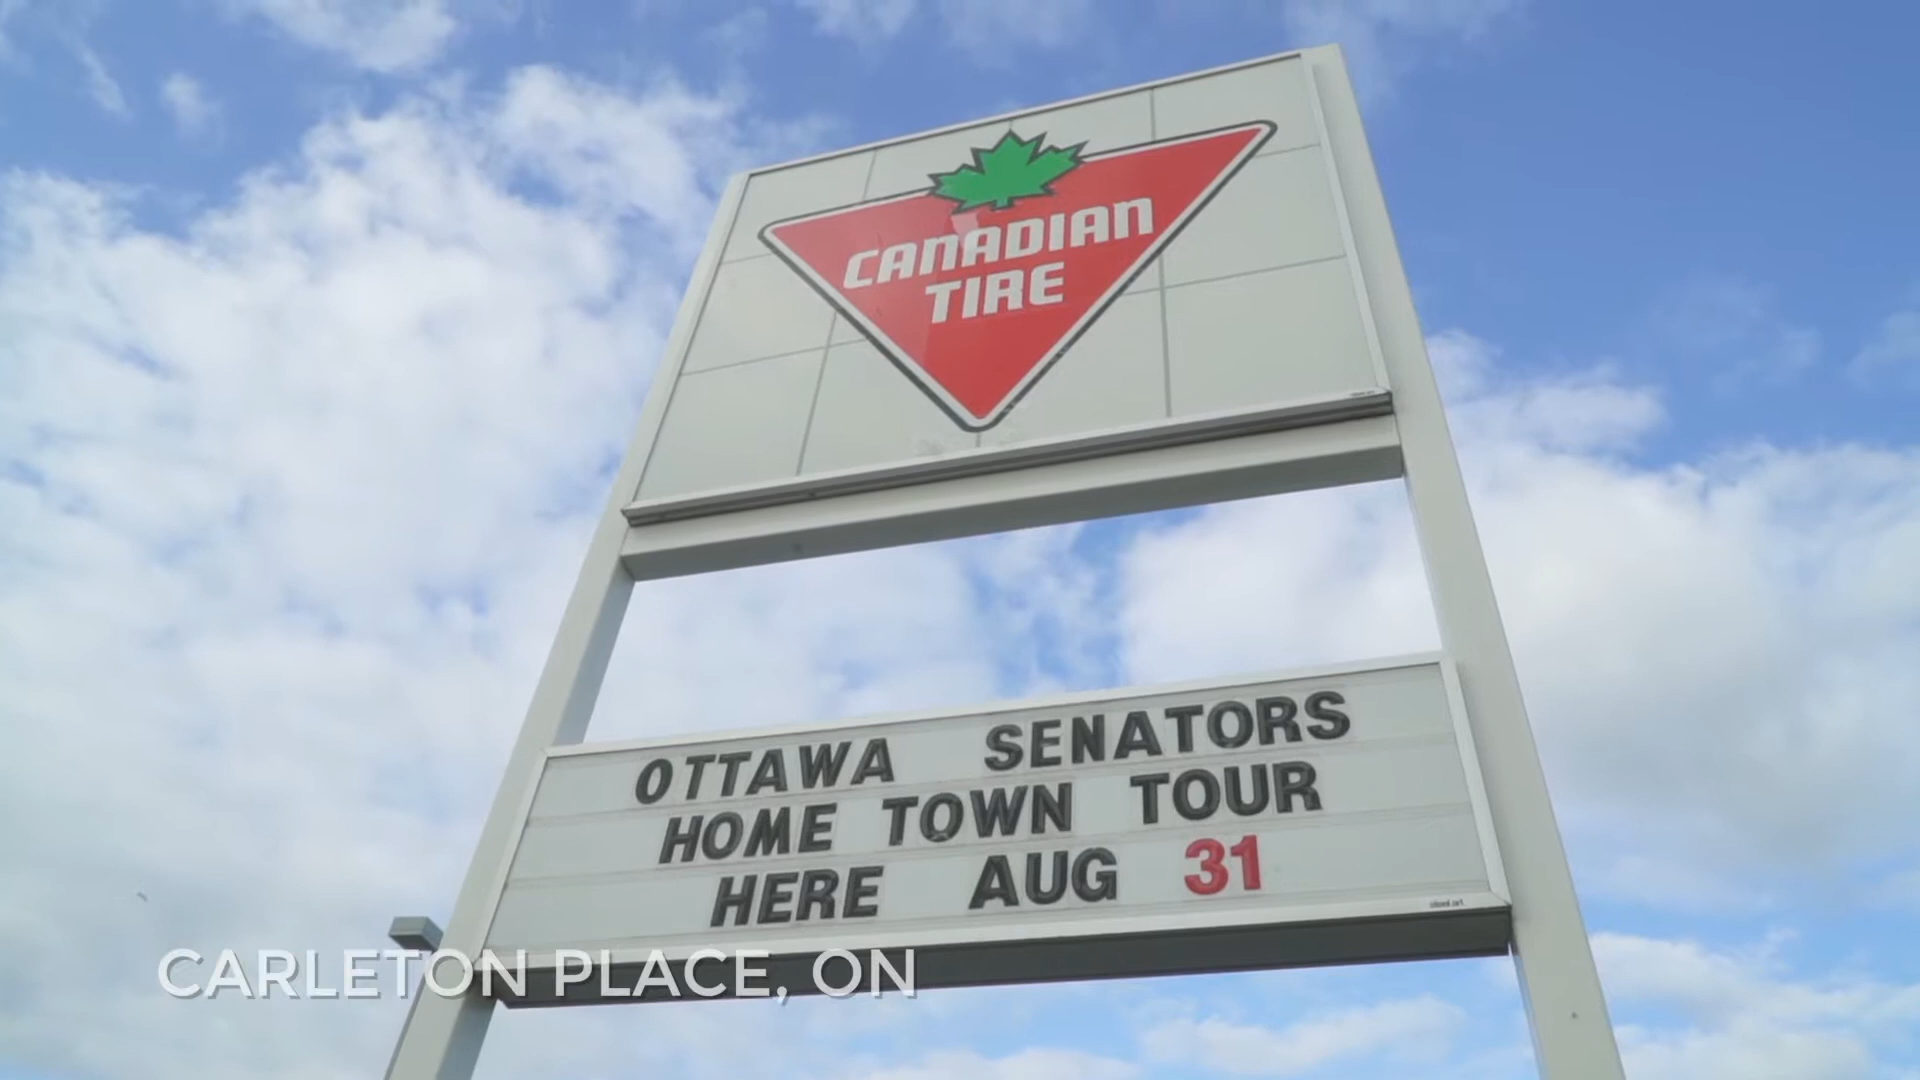 CANADIAN
TIRE
OTTAWA SENATORS
HOME TOWN TOUR
HERE AUG 31
CARLETON PLACE, ON